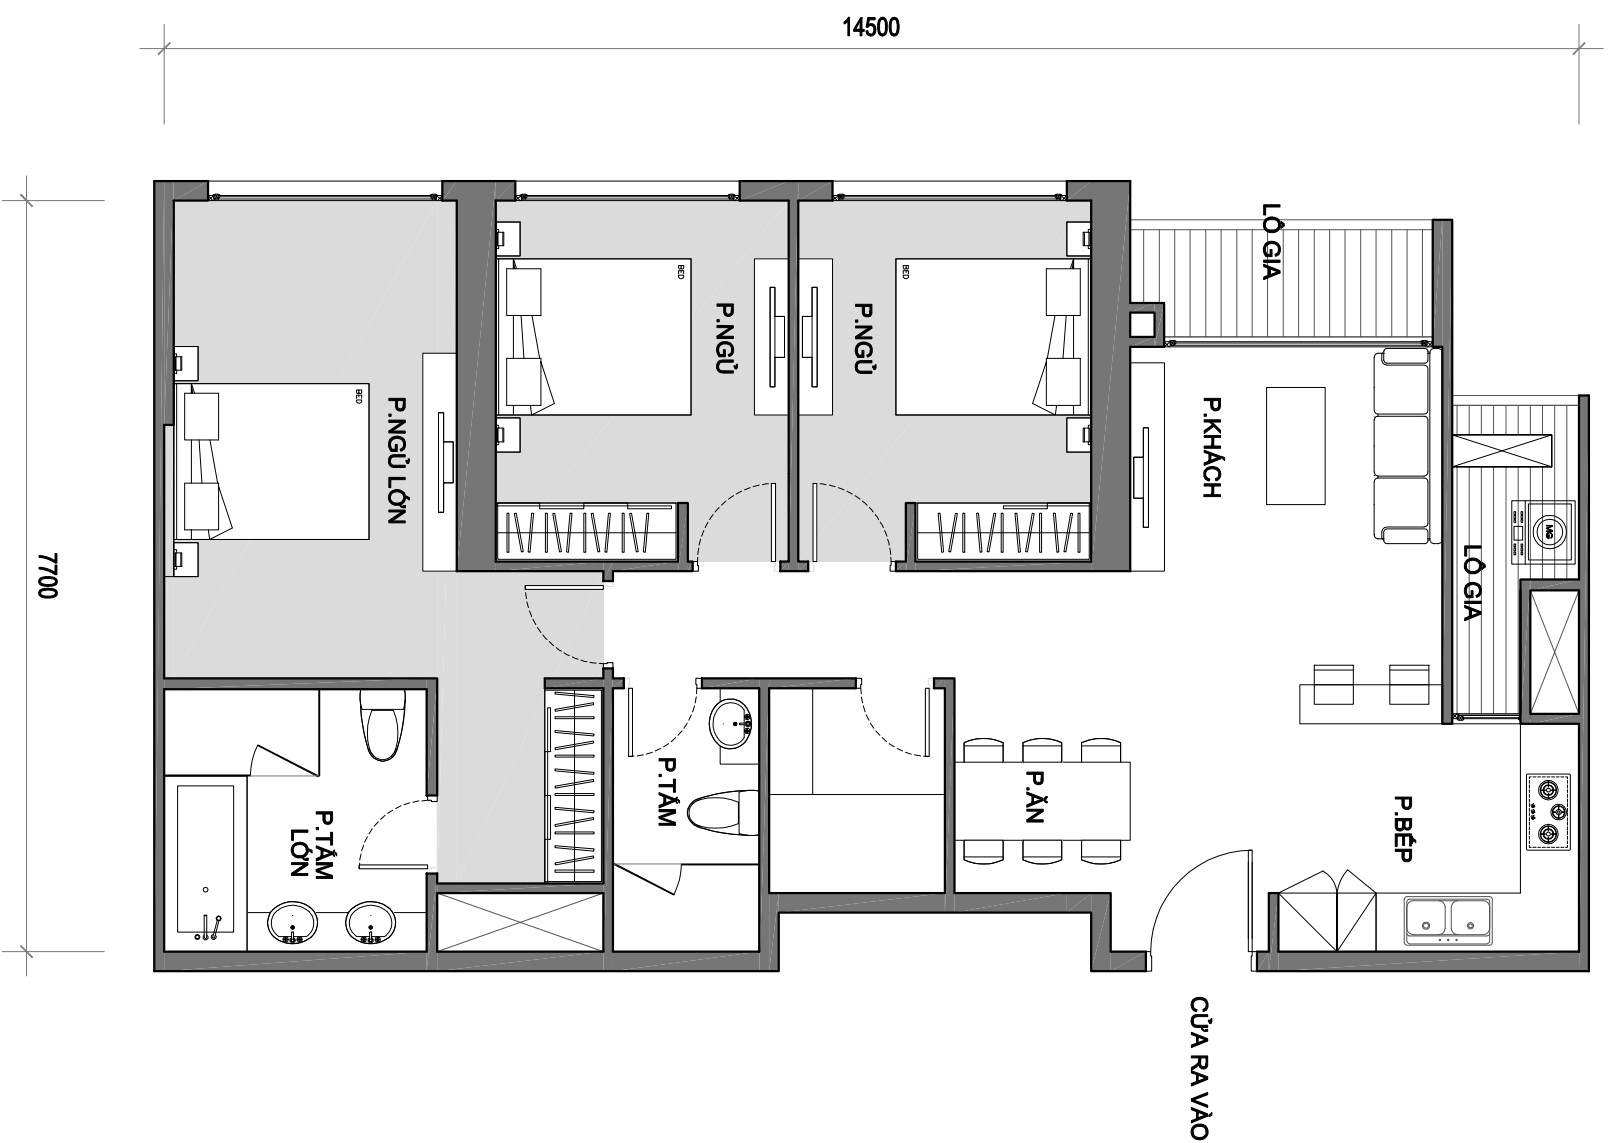 14500
7700
LÔ GIA
BED
BED
BED
P.NGỦ
P.NGỦ
P.NGỦ LỚN
P.KHÁCH
MG
LÔ GIA
P.TẮM
LỚN
P.TẮM
P.ĂN
P.BẾP
CỬA RA VÀO